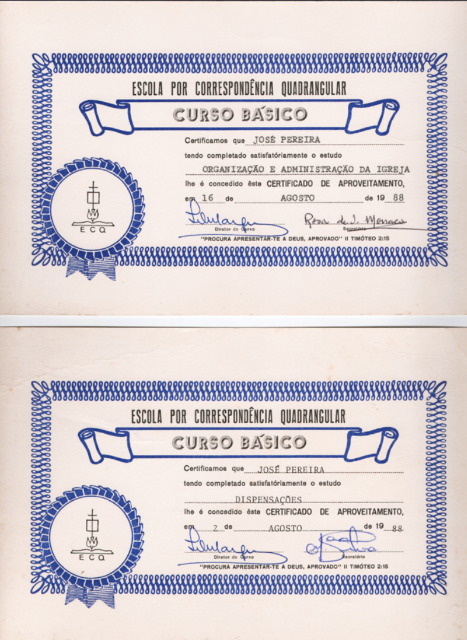 ESCOLA POR CORRESPONDÊNCIA QUADRANGULAR
CURSO BÁSICO
Certificamos que JOSÉ PEREIRA
tendo completado satisfatóriamente o estudo
ORGANIZAÇÃO E ADMINISTRAÇÃO DA IGREJA
lhe é concedido êste CERTIFICADO DE APROVEITAMENTO,
em 16 de AGOSTO de 19 88
Diretor do Curso Secretária
"PROCURA APRESENTAR-TE A DEUS, APROVADO" II TIMÓTEO 2:15
E C Q
ESCOLA POR CORRESPONDÊNCIA QUADRANGULAR
CURSO BÁSICO
Certificamos que JOSÉ PEREIRA
tendo completado satisfatóriamente o estudo
DISPENSAÇÕES
lhe é concedido êste CERTIFICADO DE APROVEITAMENTO,
em 2 de AGOSTO de 19 88
Diretor do Curso Secretária
"PROCURA APRESENTAR-TE A DEUS, APROVADO" II TIMÓTEO 2:15
E C Q